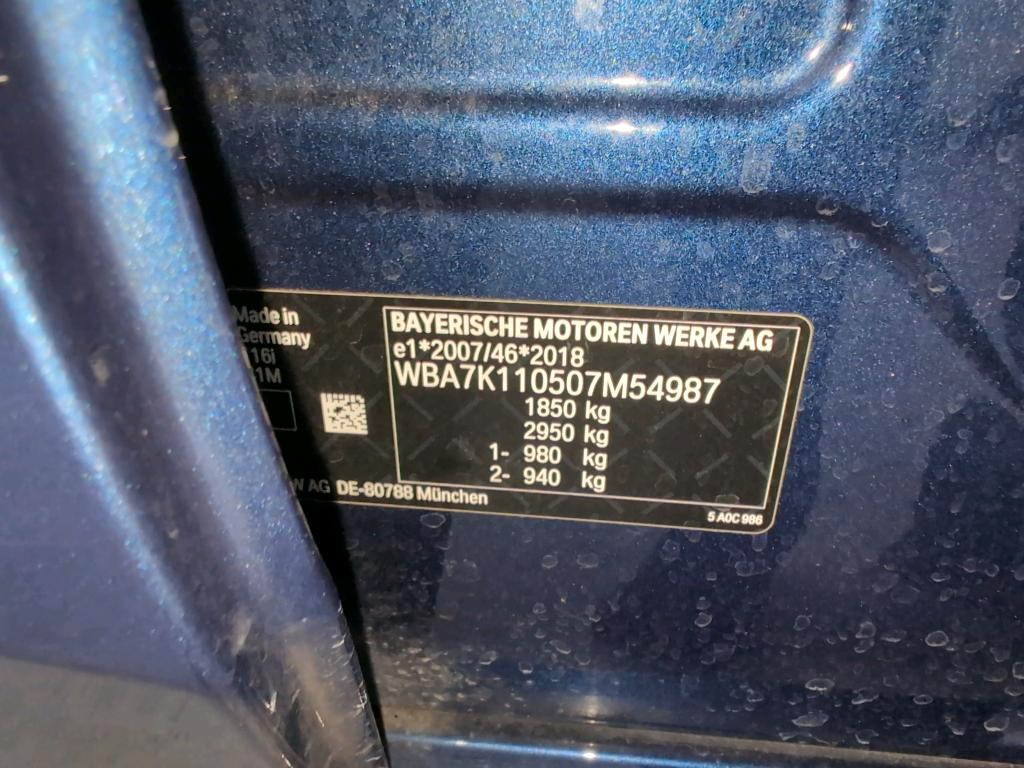 Made in
Germany
116i
BAYERISCHE MOTOREN WERKE AG
e1*2007/46*2018
WBA7K110507M54987
1850 kg
2950 kg
1- 980 kg
2- 940 kg
AG DE-80788 München
5 A0C 986